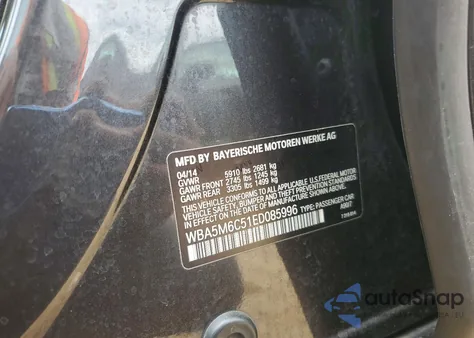 MFD BY BAYERISCHE MOTOREN WERKE AG
04/14
GVWR 5910 lbs 2681 kg
GAWR FRONT 2745 lbs 1245 kg
GAWR REAR 3305 lbs 1499 kg
THIS CAR CONFORMS TO ALL APPLICABLE U.S. FEDERAL MOTOR
VEHICLE SAFETY, BUMPER AND THEFT PREVENTION STANDARDS
IN EFFECT ON THE DATE OF MANUFACTURE SHOWN ABOVE.
WBA5M6C51ED085996 TYPE: PASSENGER CAR
autoSnap